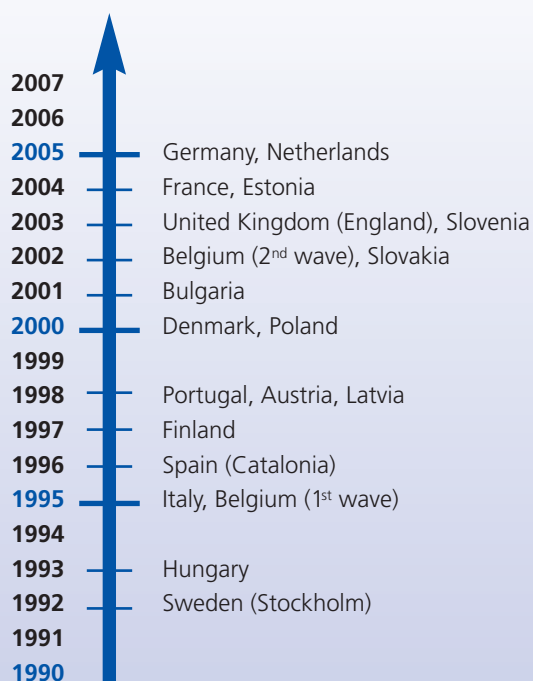 2007
2006
2005 Germany, Netherlands
2004 France, Estonia
2003 United Kingdom (England), Slovenia
2002 Belgium (2nd wave), Slovakia
2001 Bulgaria
2000 Denmark, Poland
1999
1998 Portugal, Austria, Latvia
1997 Finland
1996 Spain (Catalonia)
1995 Italy, Belgium (1st wave)
1994
1993 Hungary
1992 Sweden (Stockholm)
1991
1990